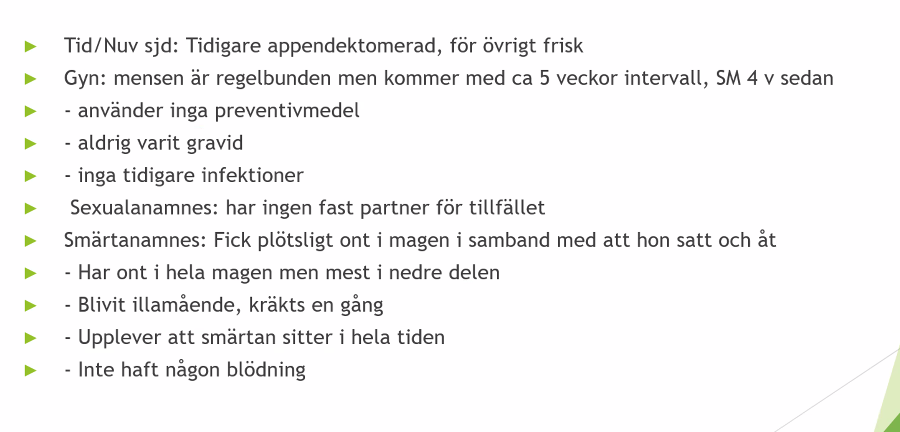 Tid/Nuv sjd: Tidigare appendektomerad, för övrigt frisk
Gyn: mensen är regelbunden men kommer med ca 5 veckor intervall, SM 4 v sedan
- använder inga preventivmedel
- aldrig varit gravid
- inga tidigare infektioner
Sexualanamnes: har ingen fast partner för tillfället
Smärtanamnes: Fick plötsligt ont i magen i samband med att hon satt och åt
- Har ont i hela magen men mest i nedre delen
- Blivit illamående, kräkts en gång
- Upplever att smärtan sitter i hela tiden
- Inte haft någon blödning